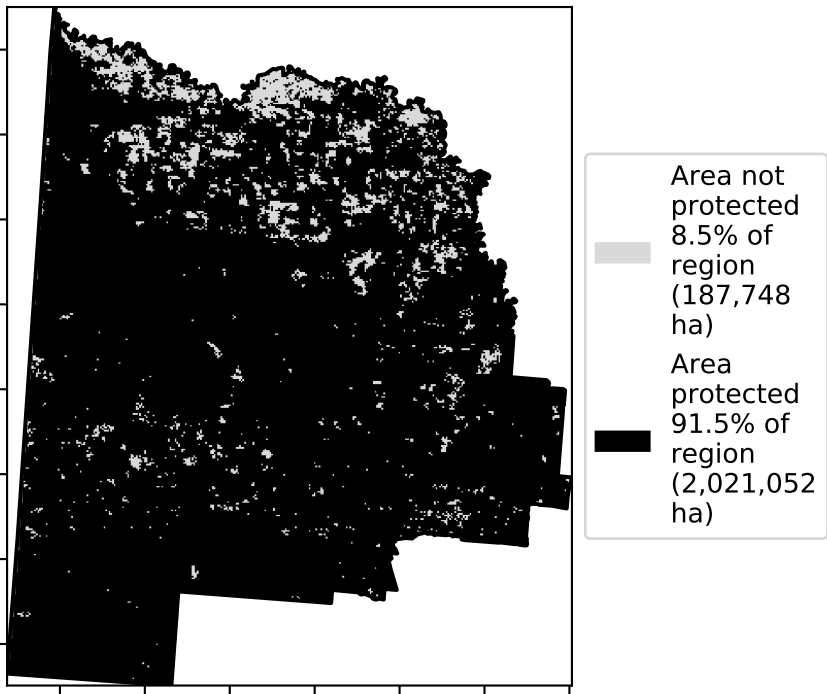 Area not
protected
8.5% of
region
(187,748
ha)
Area
protected
91.5% of
region
(2,021,052
ha)